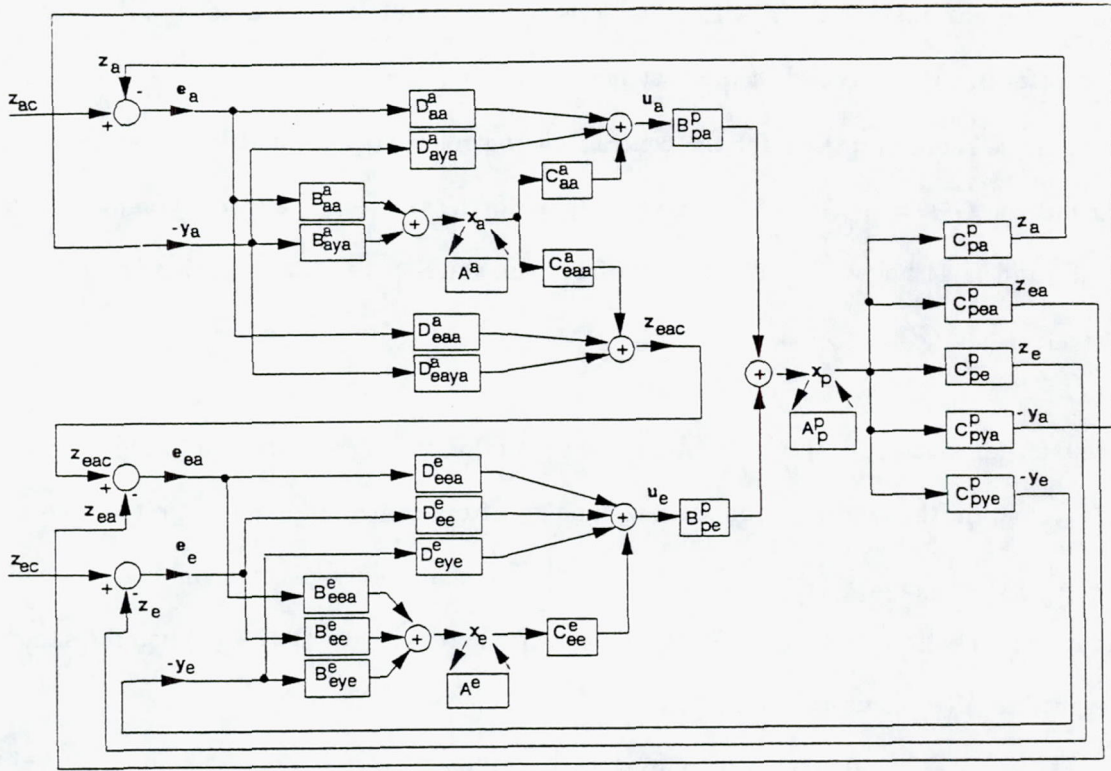 z_a
-
z_ac
+
e_a
D^a_aa
D^a_aya
+
u_a
B^p_pa
B^a_aa
B^a_aya
-y_a
+
x_a
A^a
C^a_aa
C^a_eaa
D^a_eaa
D^a_eaya
+
z_eac
+
x_p
A^p_p
C^p_pa
z_a
C^p_pea
z_ea
C^p_pe
z_e
C^p_pya
-y_a
C^p_pye
-y_e
z_eac
+
-
z_ea
e_ea
D^e_eea
D^e_ee
D^e_eye
+
u_e
B^p_pe
z_ec
+
-
z_e
e_e
B^e_eea
B^e_ee
B^e_eye
-y_e
+
x_e
A^e
C^e_ee